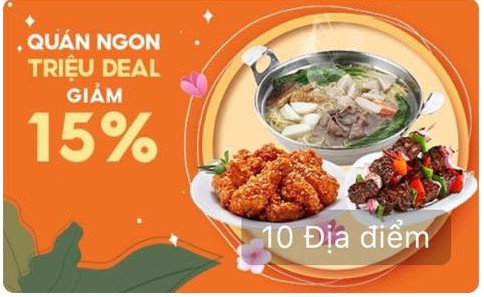 QUÁN NGON
TRIỆU DEAL
GIẢM
15%
10 Địa điểm